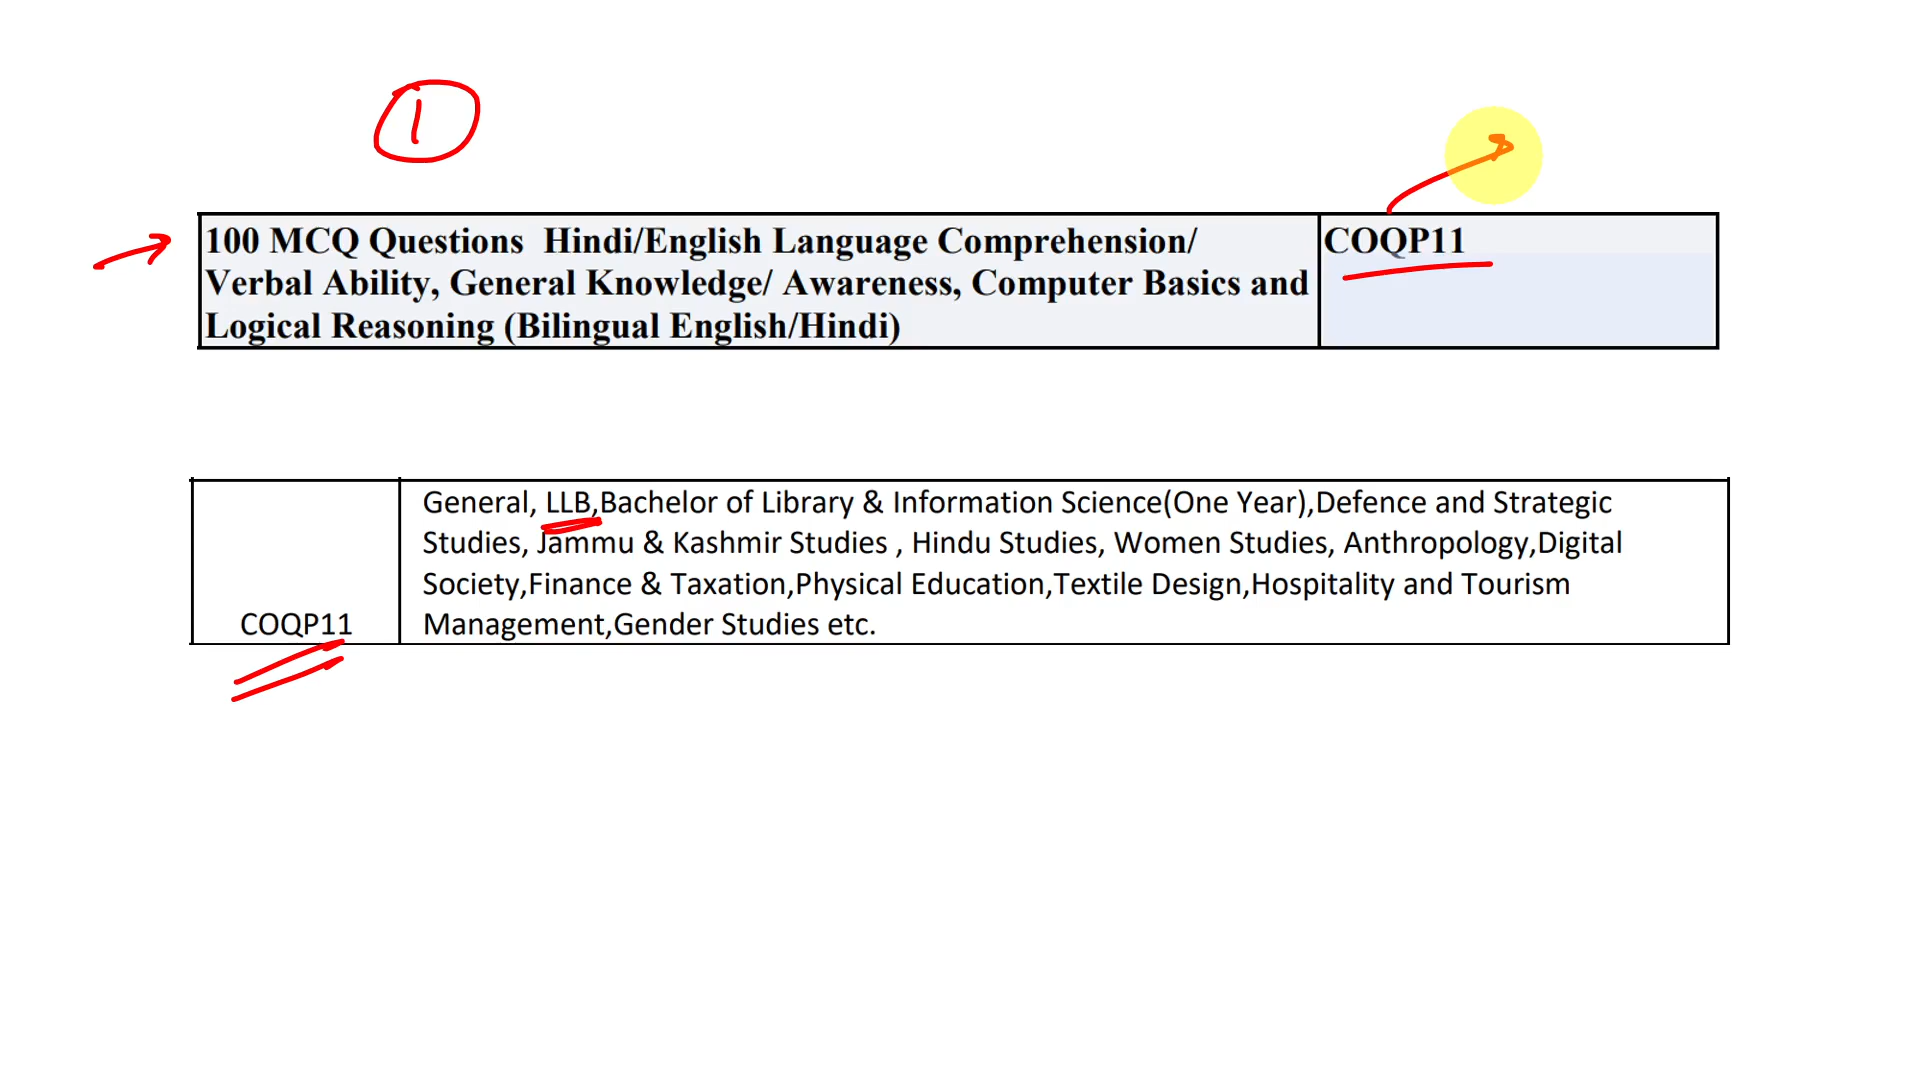 1
100 MCQ Questions  Hindi/English Language Comprehension/
Verbal Ability, General Knowledge/ Awareness, Computer Basics and
Logical Reasoning (Bilingual English/Hindi)
COQP11
General, LLB,Bachelor of Library & Information Science(One Year),Defence and Strategic
Studies, Jammu & Kashmir Studies , Hindu Studies, Women Studies, Anthropology,Digital
Society,Finance & Taxation,Physical Education,Textile Design,Hospitality and Tourism
Management,Gender Studies etc.
COQP11